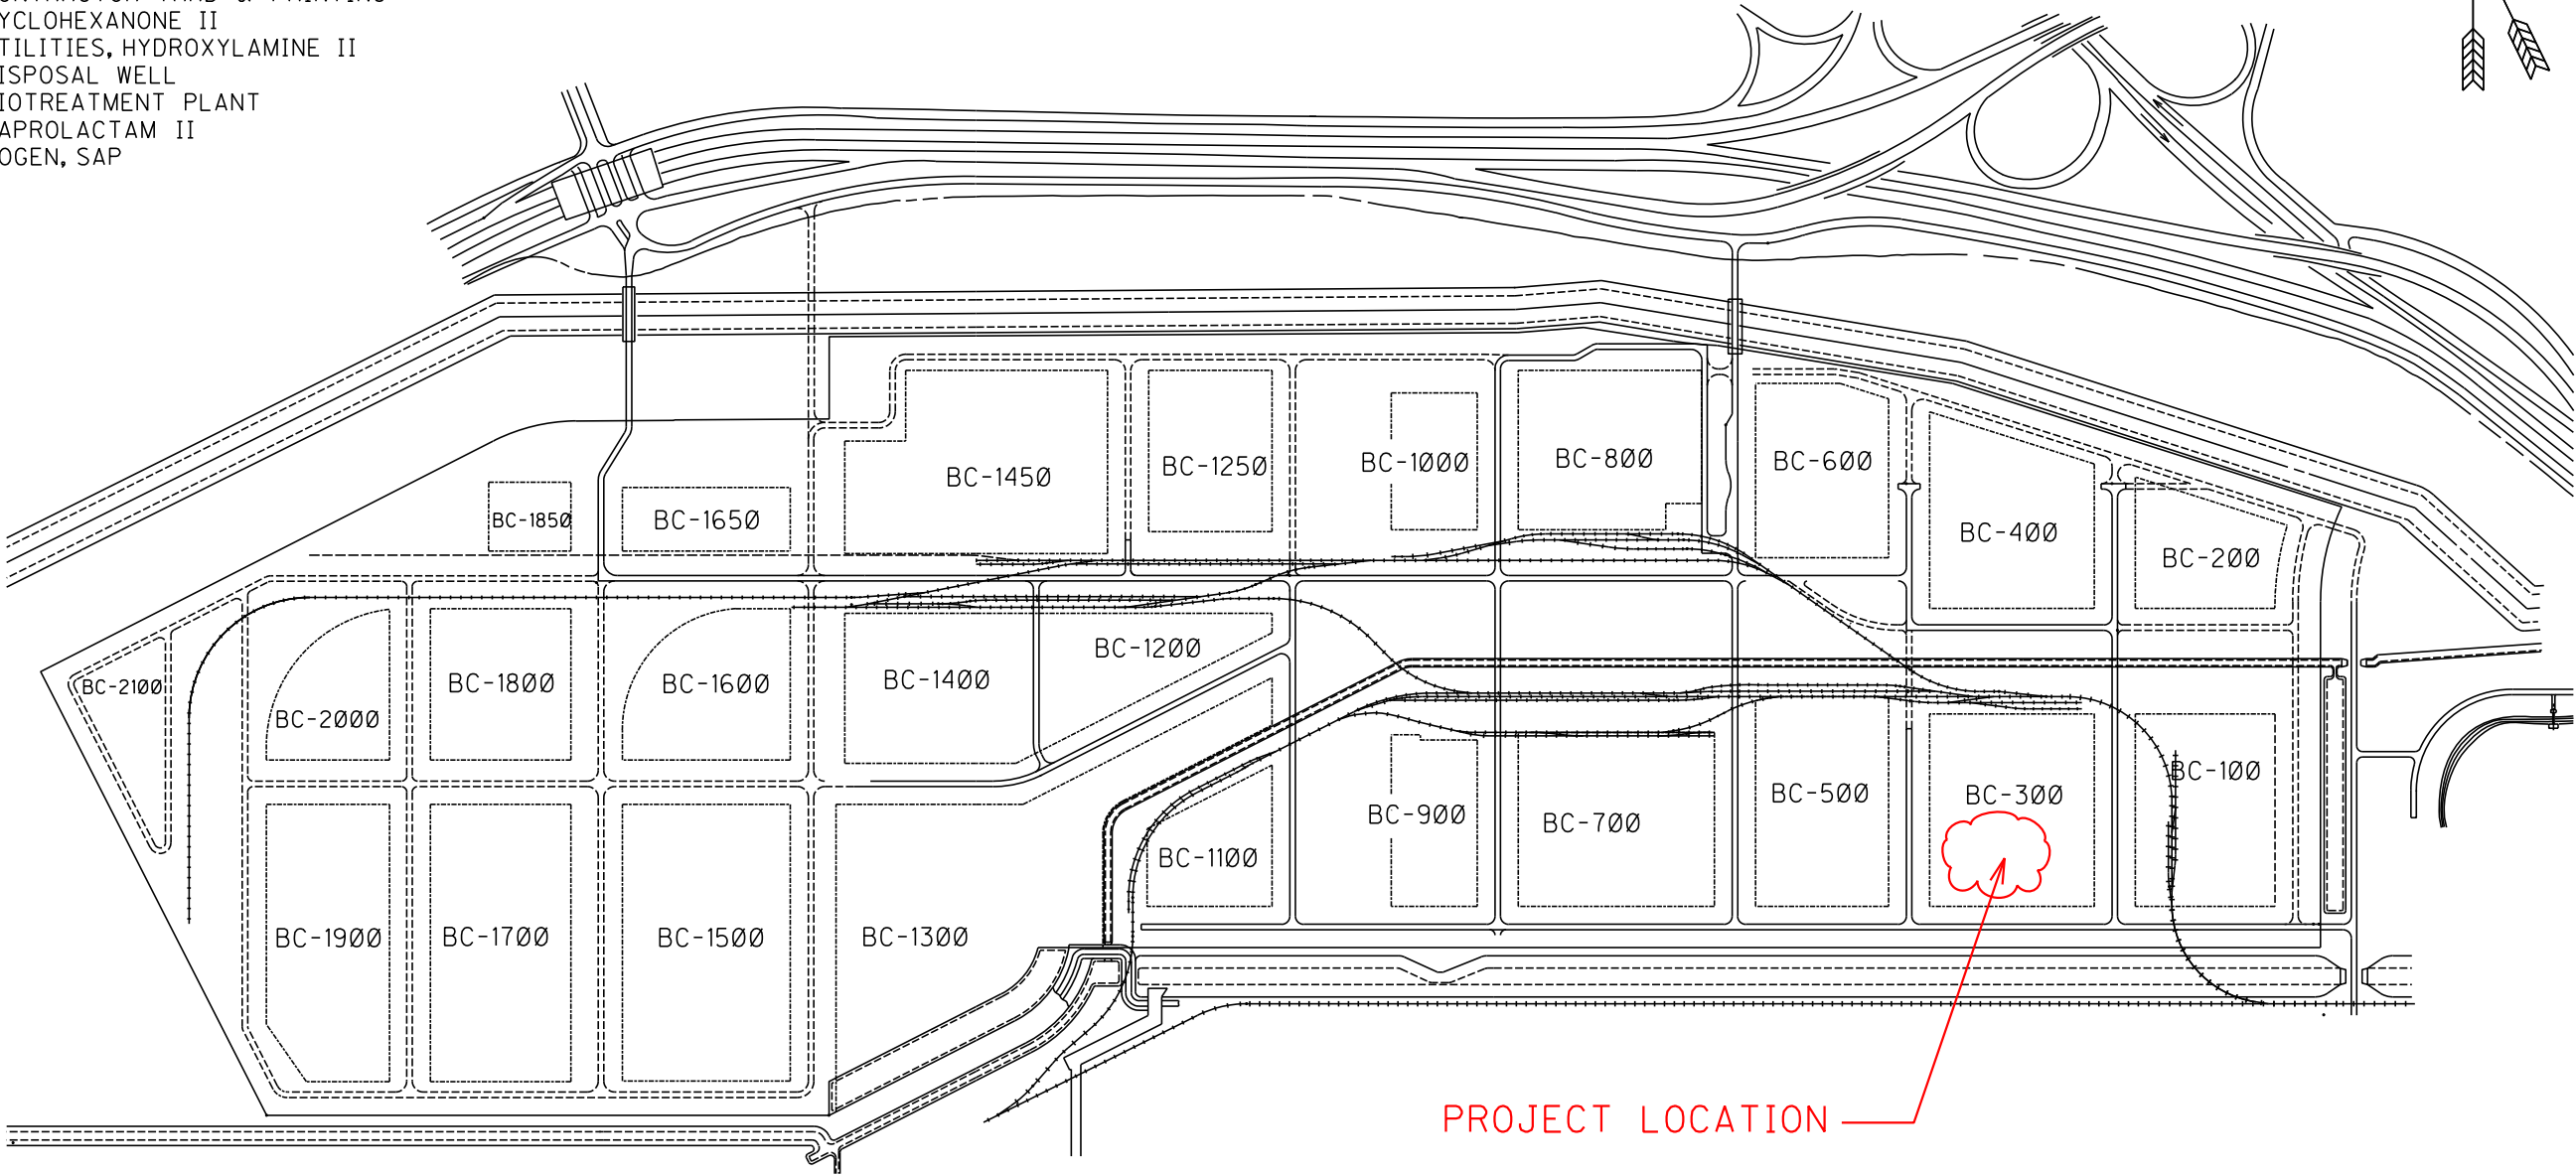 YCLOHEXANONE II
TILITIES, HYDROXYLAMINE II
ISPOSAL WELL
IOTREATMENT PLANT
APROLACTAM II
OGEN, SAP
BC-1450
BC-1250
BC-1000
BC-800
BC-600
BC-400
BC-200
BC-1850
BC-1650
BC-2100
BC-2000
BC-1800
BC-1600
BC-1400
BC-1200
BC-1100
BC-900
BC-700
BC-500
BC-300
BC-100
BC-1900
BC-1700
BC-1500
BC-1300
PROJECT LOCATION